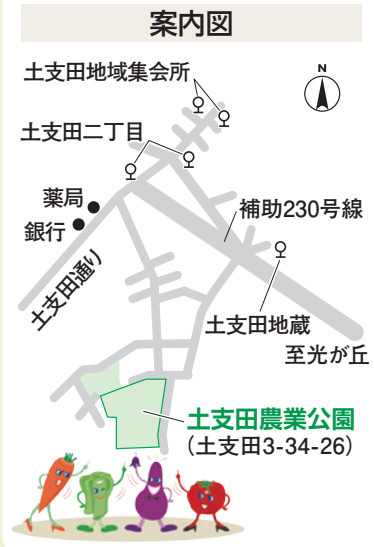 案内図
土支田地域集会所
N
土支田二丁目
薬局
銀行
補助230号線
土支田通り
土支田地蔵
至光が丘
土支田農業公園
(土支田3-34-26)